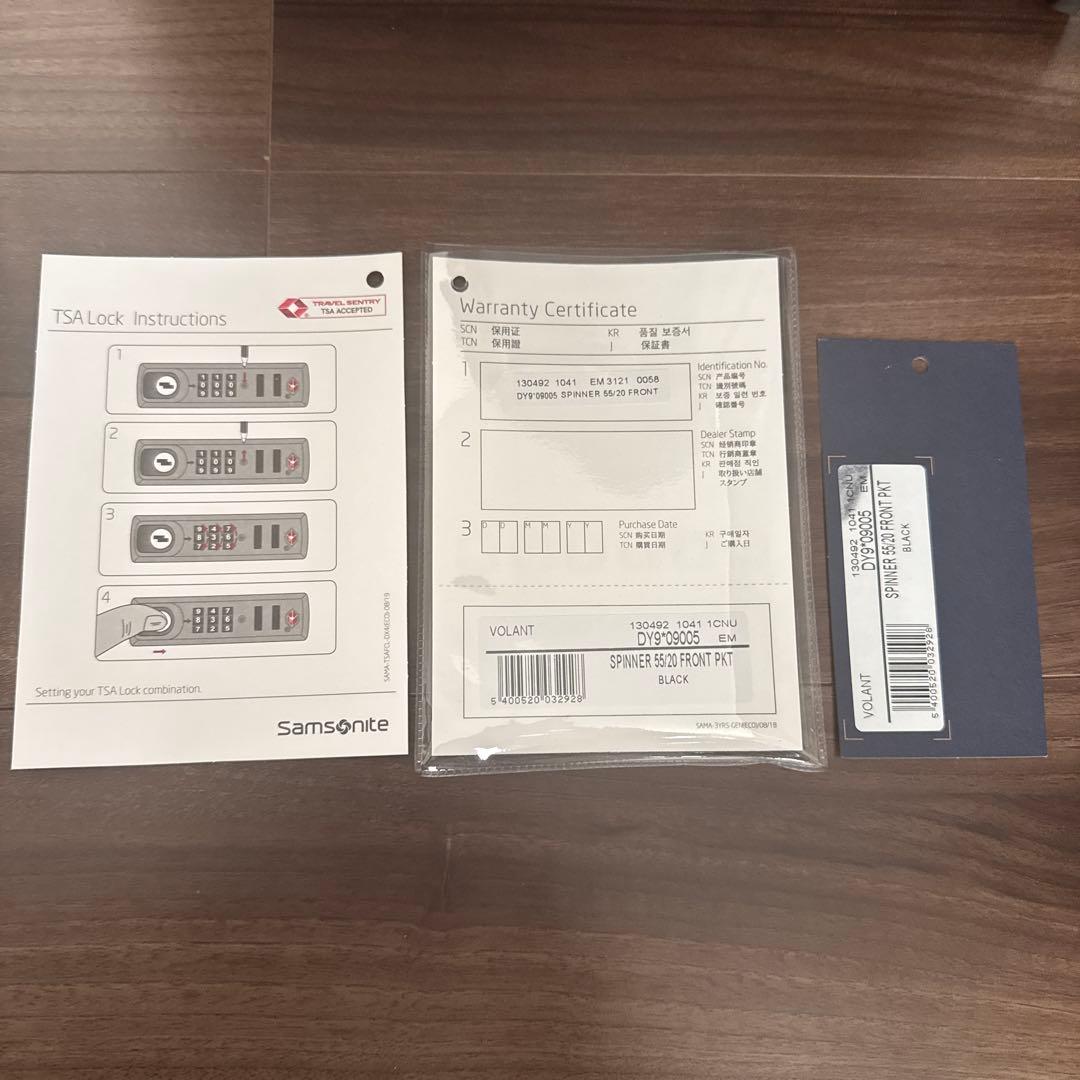 TSA Lock Instructions
TRAVEL SENTRY
TSA ACCEPTED
1
2
3
4
Setting your TSA Lock combination.
SAMA-TSAFCL-DX4(ECO)-08/19
Samsonite
Warranty Certificate
SCN 保用证 KR 품질 보증서
TCN 保用證 J 保証書
1
130492 1041 EM 3121 0058
DY9*09005 SPINNER 55/20 FRONT
Identification No.
SCN 产品编号
TCN 識別號碼
KR 보증 일련 번호
J 確認番号
2
Dealer Stamp
SCN 经销商印章
TCN 行銷商蓋章
KR 판매점 직인
J 取り扱い店舗
スタンプ
3
D D M M Y Y
Purchase Date
SCN 购买日期 KR 구매일자
TCN 購買日期 J ご購入日
VOLANT
130492 1041 1CNU
DY9*09005 EM
SPINNER 55/20 FRONT PKT
BLACK
5 400520 032928
SAMA-3YRS-GEN(ECO)/08/18
130492 1041 1CNU
DY9*09005 EM
SPINNER 55/20 FRONT PKT
BLACK
VOLANT
5 400520 032928